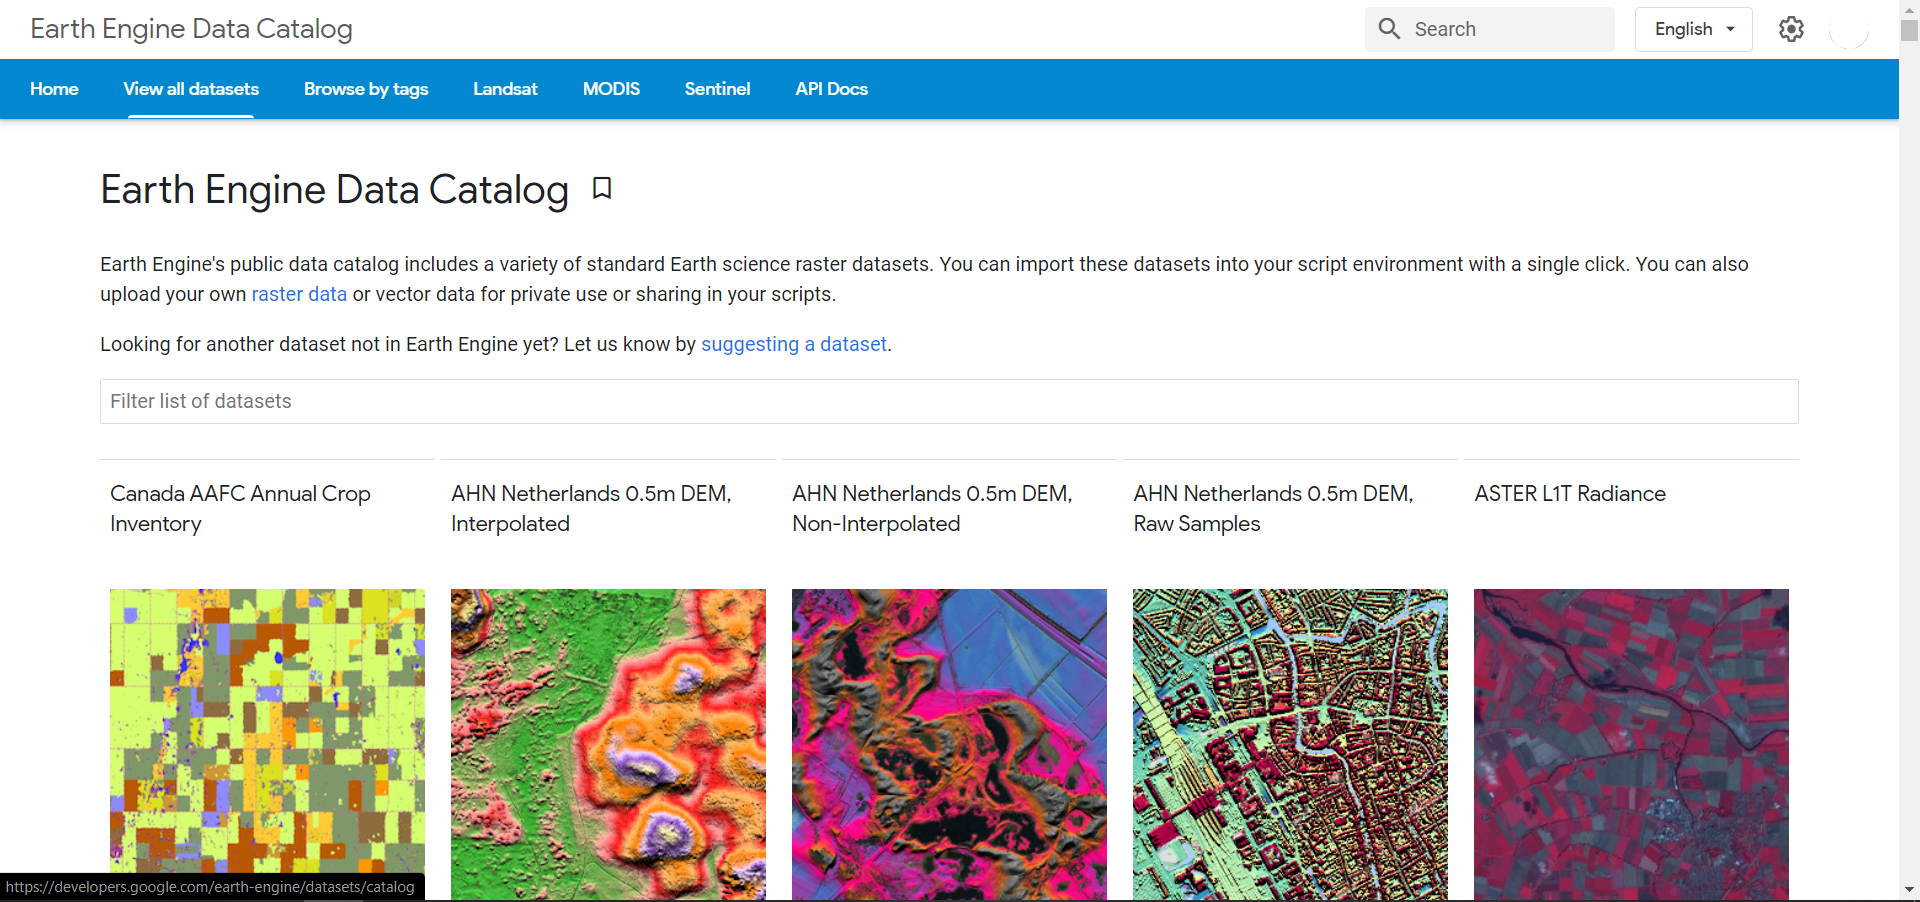 Earth Engine Data Catalog
Search
English
Home View all datasets Browse by tags Landsat MODIS Sentinel API Docs
Earth Engine Data Catalog
Earth Engine's public data catalog includes a variety of standard Earth science raster datasets. You can import these datasets into your script environment with a single click. You can also
upload your own raster data or vector data for private use or sharing in your scripts.
Looking for another dataset not in Earth Engine yet? Let us know by suggesting a dataset.
Filter list of datasets
Canada AAFC Annual Crop
Inventory
AHN Netherlands 0.5m DEM,
Interpolated
AHN Netherlands 0.5m DEM,
Non-Interpolated
AHN Netherlands 0.5m DEM,
Raw Samples
ASTER L1T Radiance
https://developers.google.com/earth-engine/datasets/catalog